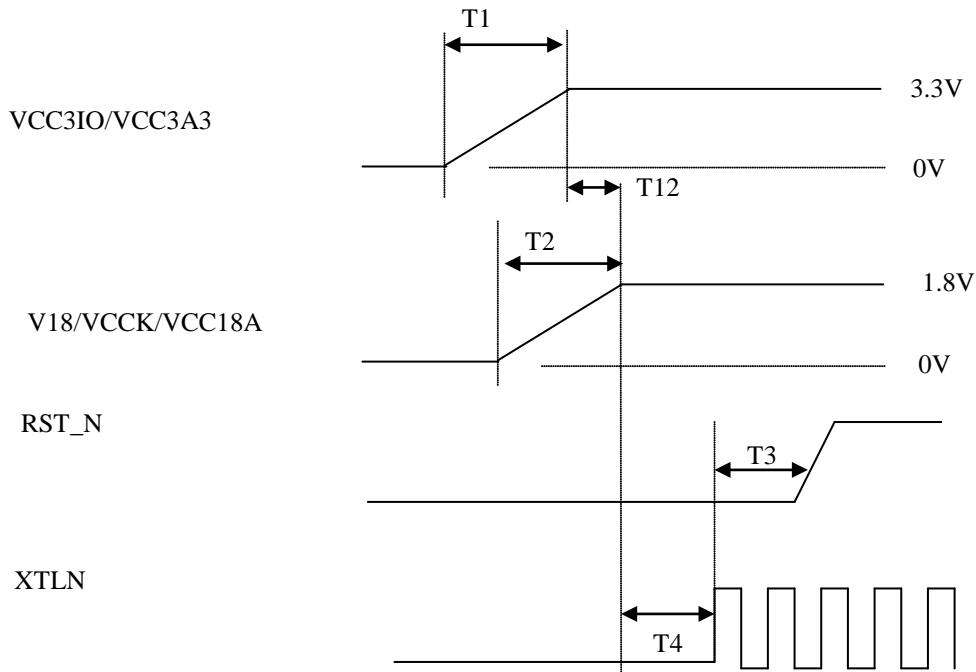 T1
3.3V
VCC3IO/VCC3A3
0V
T12
T2
1.8V
V18/VCCK/VCC18A
0V
RST_N
T3
XTLN
T4